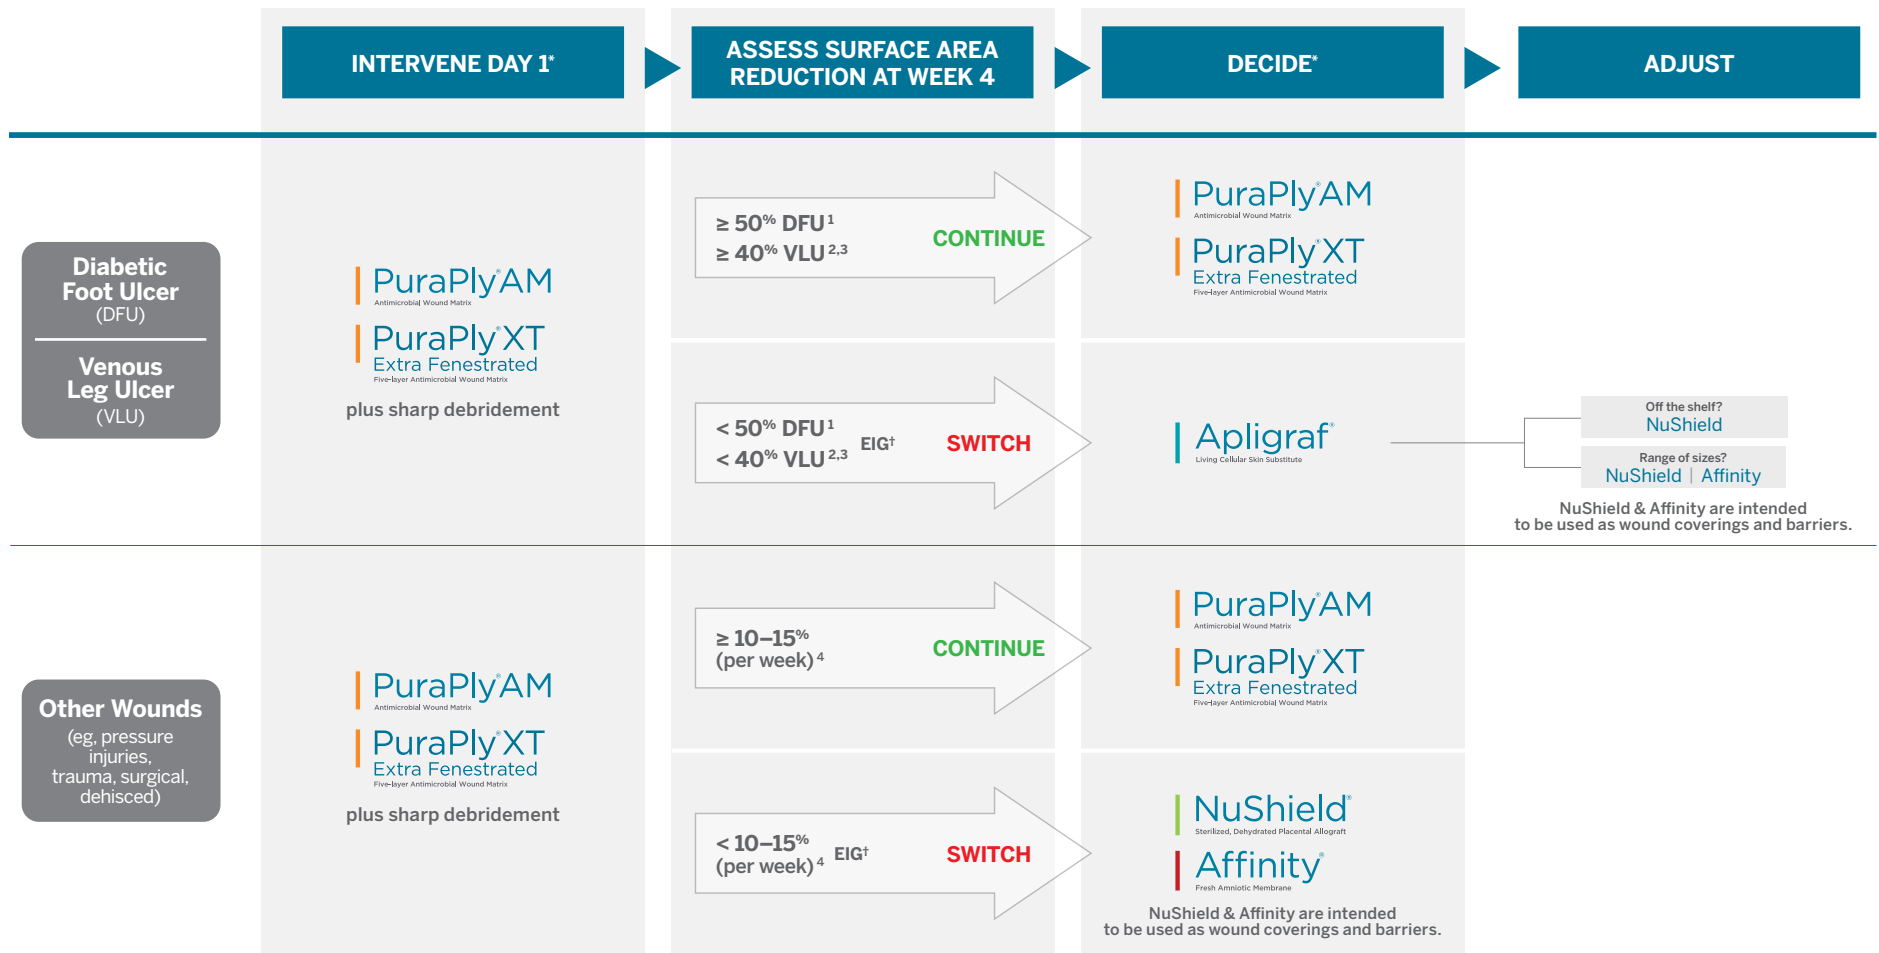 INTERVENE DAY 1*
ASSESS SURFACE AREA
REDUCTION AT WEEK 4
DECIDE*
ADJUST
Diabetic
Foot Ulcer
(DFU)
Venous
Leg Ulcer
(VLU)
PuraPly®AM
Antimicrobial Wound Matrix
PuraPly®XT
Extra Fenestrated
Five-layer Antimicrobial Wound Matrix
plus sharp debridement
≥ 50% DFU1
≥ 40% VLU2,3
CONTINUE
PuraPly®AM
Antimicrobial Wound Matrix
PuraPly®XT
Extra Fenestrated
Five-layer Antimicrobial Wound Matrix
< 50% DFU1
< 40% VLU2,3
EIG†
SWITCH
Apligraf®
Living Cellular Skin Substitute
Off the shelf?
NuShield
Range of sizes?
NuShield | Affinity
NuShield & Affinity are intended
to be used as wound coverings and barriers.
Other Wounds
(eg, pressure
injuries,
trauma, surgical,
dehisced)
PuraPly®AM
Antimicrobial Wound Matrix
PuraPly®XT
Extra Fenestrated
Five-layer Antimicrobial Wound Matrix
plus sharp debridement
≥ 10–15%
(per week)4
CONTINUE
PuraPly®AM
Antimicrobial Wound Matrix
PuraPly®XT
Extra Fenestrated
Five-layer Antimicrobial Wound Matrix
< 10–15%
(per week)4
EIG†
SWITCH
NuShield®
Sterilized, Dehydrated Placental Allograft
Affinity®
Fresh Amniotic Membrane
NuShield & Affinity are intended
to be used as wound coverings and barriers.